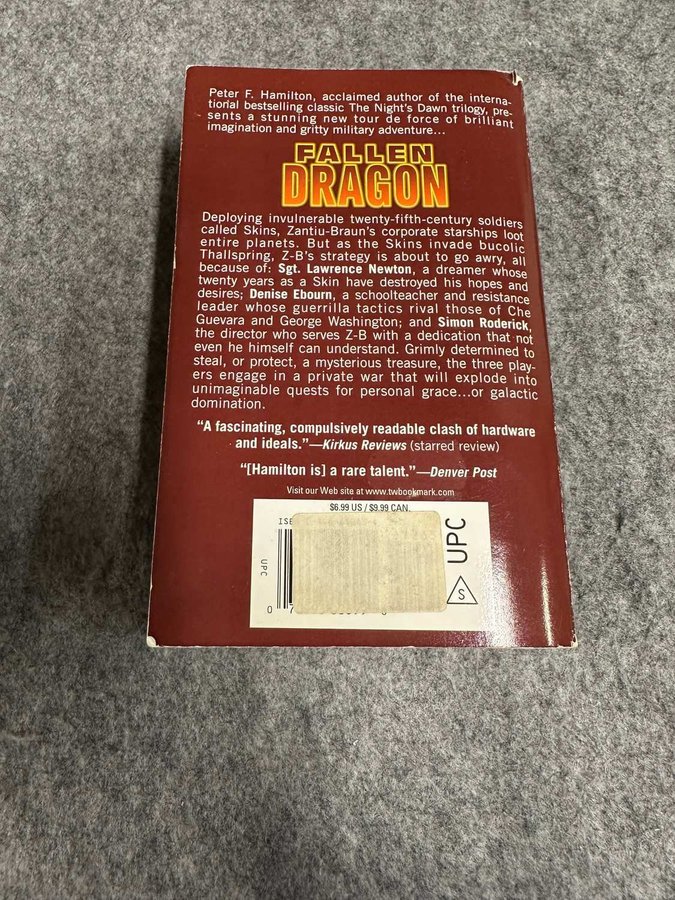 Peter F. Hamilton, acclaimed author of the interna-
tional bestselling classic The Night's Dawn trilogy, pre-
sents a stunning new tour de force of brilliant
imagination and gritty military adventure...
FALLEN
DRAGON
Deploying invulnerable twenty-fifth-century soldiers
called Skins, Zantiu-Braun's corporate starships loot
entire planets. But as the Skins invade bucolic
Thallspring, Z-B's strategy is about to go awry, all
because of: Sgt. Lawrence Newton, a dreamer whose
twenty years as a Skin have destroyed his hopes and
desires; Denise Ebourn, a schoolteacher and resistance
leader whose guerrilla tactics rival those of Che
Guevara and George Washington; and Simon Roderick,
the director who serves Z-B with a dedication that not
even he himself can understand. Grimly determined to
steal, or protect, a mysterious treasure, the three play-
ers engage in a private war that will explode into
unimaginable quests for personal grace...or galactic
domination.
"A fascinating, compulsively readable clash of hardware
and ideals."—Kirkus Reviews (starred review)
"[Hamilton is] a rare talent."—Denver Post
Visit our Web site at www.twbookmark.com
$6.99 US / $9.99 CAN.
UPC
0 7
S UPC